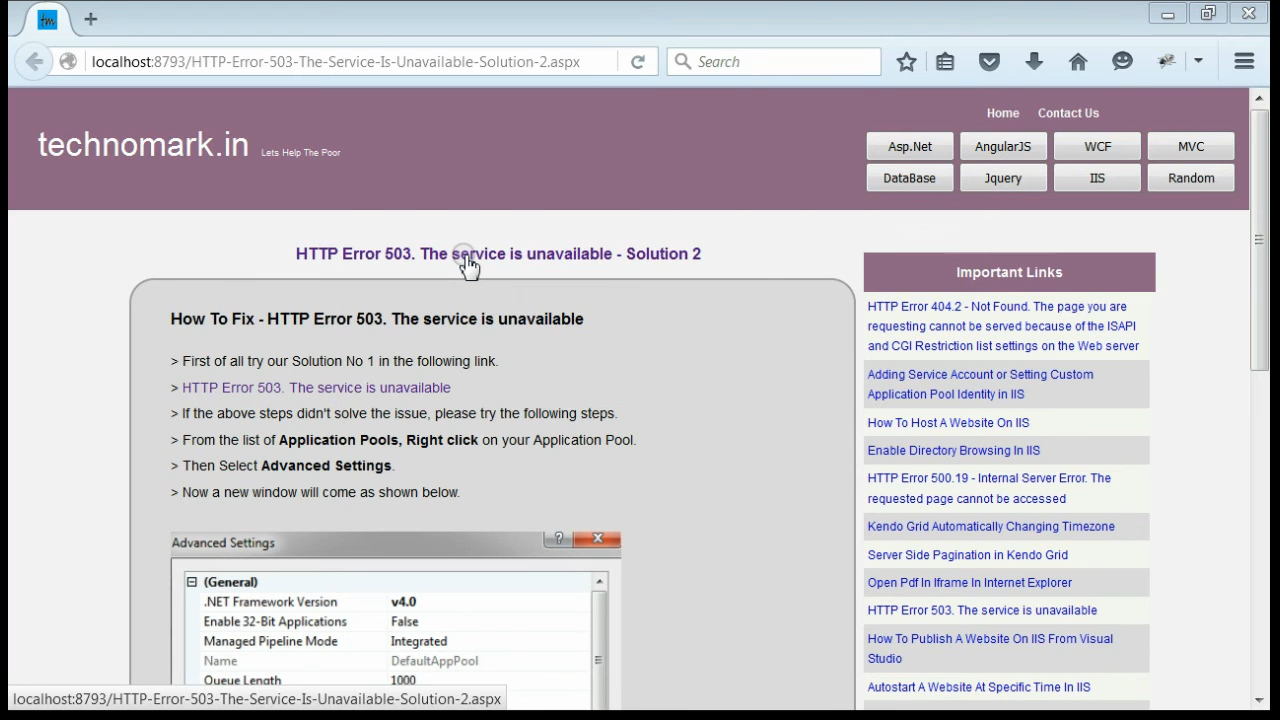 tm
localhost:8793/HTTP-Error-503-The-Service-Is-Unavailable-Solution-2.aspx
Search
Home Contact Us
technomark.in Lets Help The Poor
Asp.Net AngularJS WCF MVC
DataBase Jquery IIS Random
HTTP Error 503. The service is unavailable - Solution 2
How To Fix - HTTP Error 503. The service is unavailable
> First of all try our Solution No 1 in the following link.
> HTTP Error 503. The service is unavailable
> If the above steps didn't solve the issue, please try the following steps.
> From the list of Application Pools, Right click on your Application Pool.
> Then Select Advanced Settings.
> Now a new window will come as shown below.
Advanced Settings
(General)
.NET Framework Version v4.0
Enable 32-Bit Applications False
Managed Pipeline Mode Integrated
Name DefaultAppPool
Queue Length 1000
Important Links
HTTP Error 404.2 - Not Found. The page you are
requesting cannot be served because of the ISAPI
and CGI Restriction list settings on the Web server
Adding Service Account or Setting Custom
Application Pool Identity in IIS
How To Host A Website On IIS
Enable Directory Browsing In IIS
HTTP Error 500.19 - Internal Server Error. The
requested page cannot be accessed
Kendo Grid Automatically Changing Timezone
Server Side Pagination in Kendo Grid
Open Pdf In Iframe In Internet Explorer
HTTP Error 503. The service is unavailable
How To Publish A Website On IIS From Visual
Studio
Autostart A Website At Specific Time In IIS
localhost:8793/HTTP-Error-503-The-Service-Is-Unavailable-Solution-2.aspx